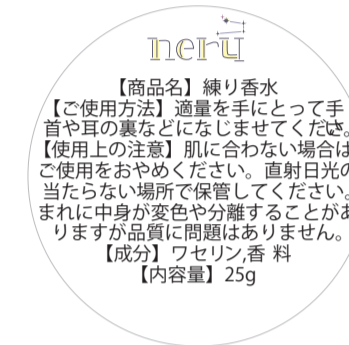 nery
【商品名】練り香水
【ご使用方法】適量を手にとって手
首や耳の裏などになじませてください。
【使用上の注意】肌に合わない場合は
ご使用をおやめください。直射日光の
当たらない場所で保管してください。
まれに中身が変色や分離することがあ
りますが品質に問題はありません。
【成分】ワセリン,香 料
【内容量】25g